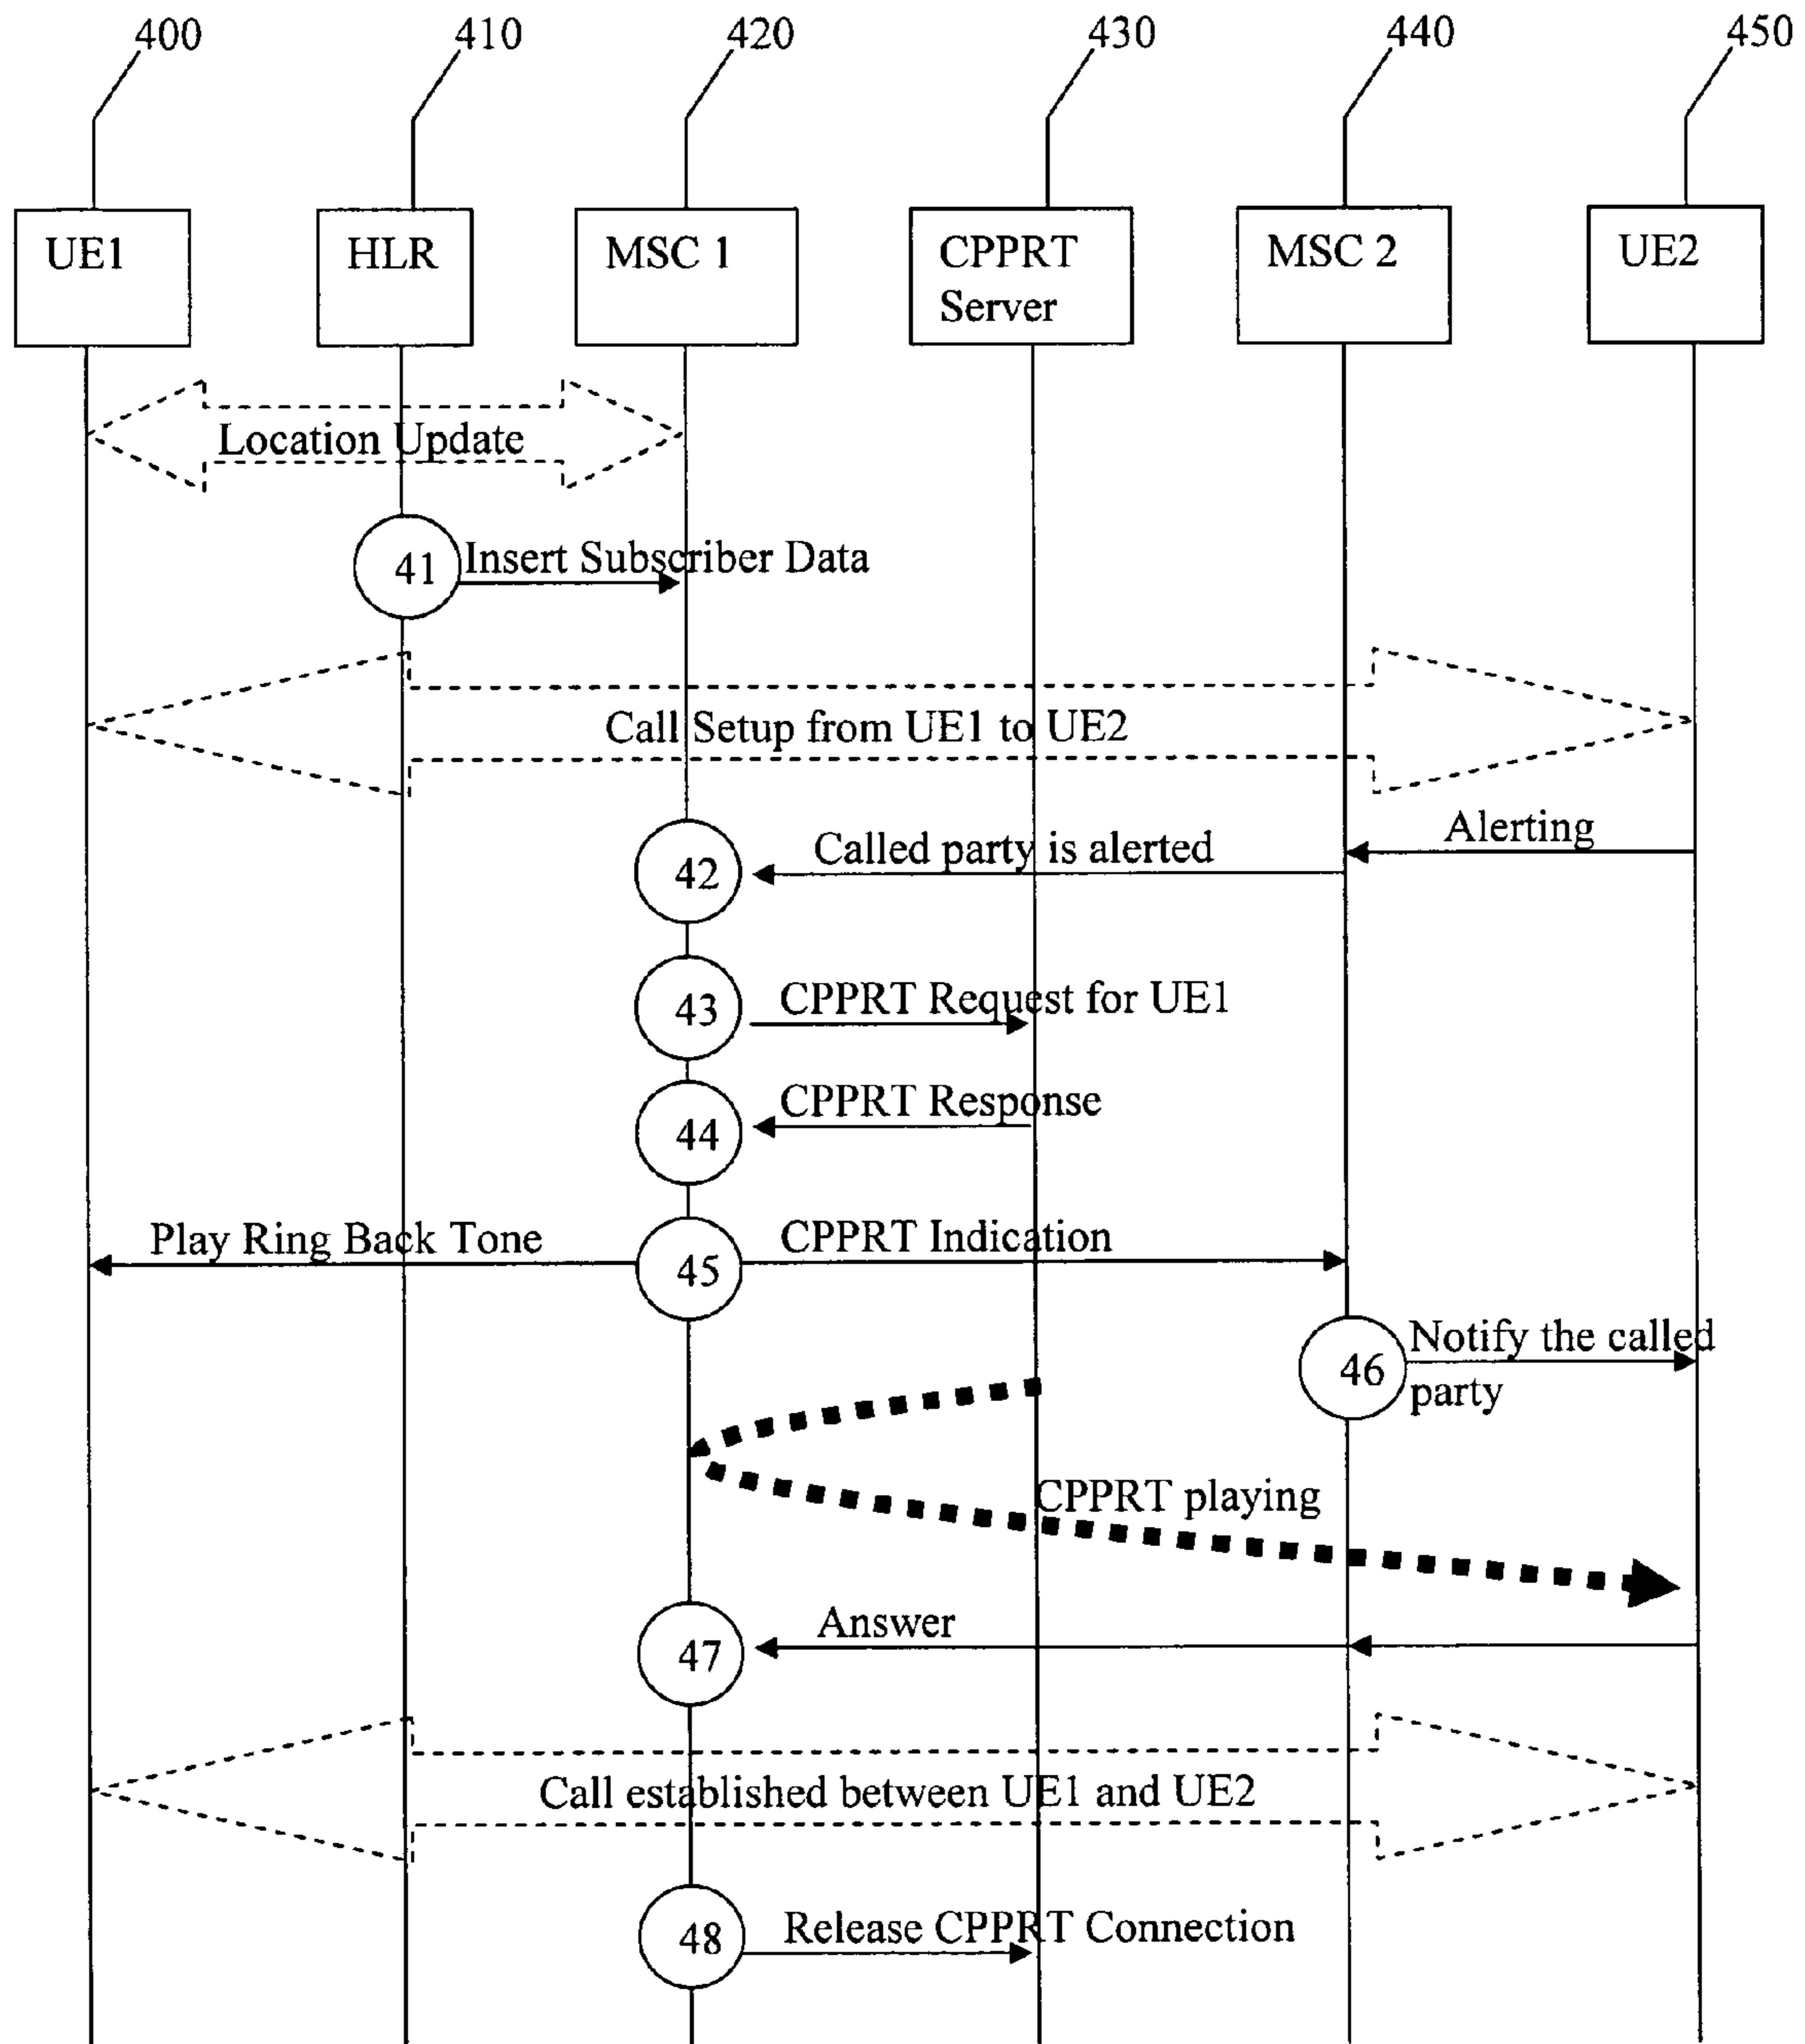 400
410
420
430
440
450
UE1
HLR
MSC 1
CPPRT
Server
MSC 2
UE2
Location Update
41
Insert Subscriber Data
Call Setup from UE1 to UE2
Alerting
42
Called party is alerted
43
CPPRT Request for UE1
44
CPPRT Response
Play Ring Back Tone
45
CPPRT Indication
46
Notify the called
party
CPPRT playing
47
Answer
Call established between UE1 and UE2
48
Release CPPRT Connection